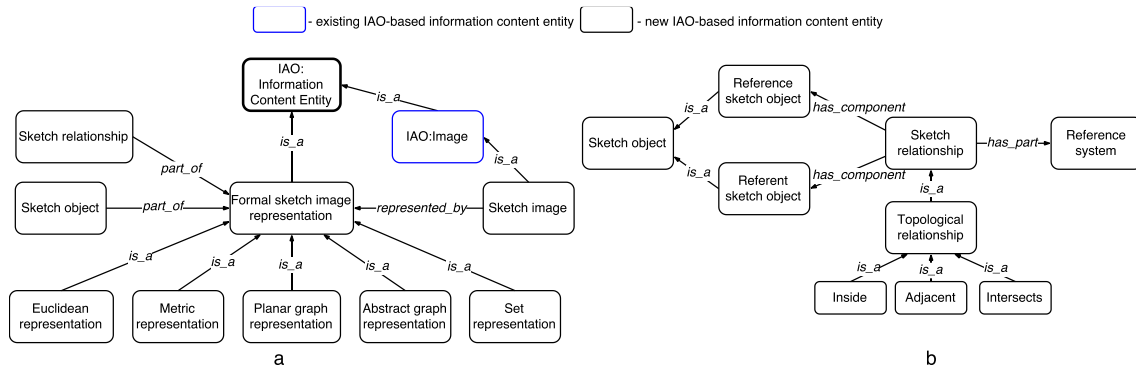 - existing IAO-based information content entity
- new IAO-based information content entity
IAO:
Information
Content Entity
is_a
IAO:Image
Sketch relationship
is_a
is_a
part_of
Sketch object
part_of
Formal sketch image
representation
represented_by
Sketch image
is_a
is_a
is_a
is_a
is_a
Euclidean
representation
Metric
representation
Planar graph
representation
Abstract graph
representation
Set
representation
a
Reference
sketch object
is_a
has_component
Sketch object
Sketch
relationship
has_part
Reference
system
is_a
has_component
Referent
sketch object
is_a
Topological
relationship
is_a
is_a
is_a
Inside
Adjacent
Intersects
b